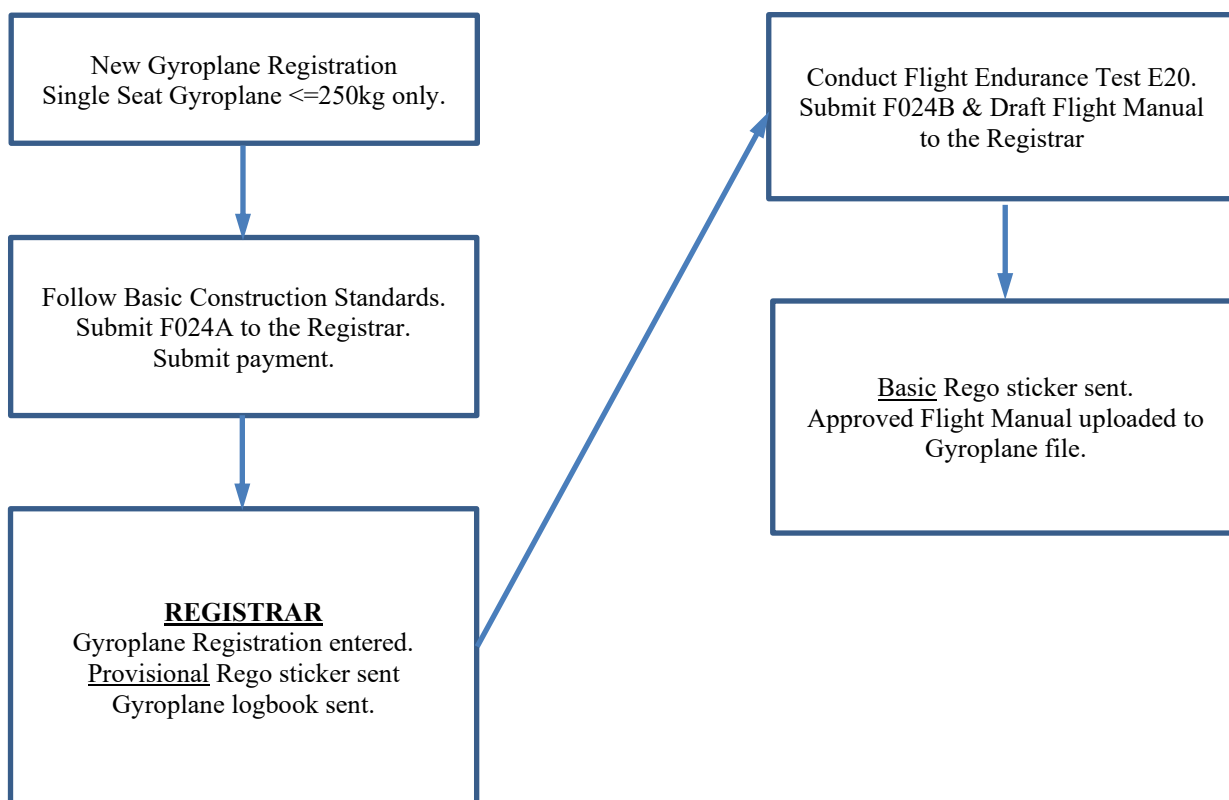 New Gyroplane Registration
Single Seat Gyroplane <=250kg only.
Follow Basic Construction Standards.
Submit F024A to the Registrar.
Submit payment.
REGISTRAR
Gyroplane Registration entered.
Provisional Rego sticker sent
Gyroplane logbook sent.
Conduct Flight Endurance Test E20.
Submit F024B & Draft Flight Manual
to the Registrar
Basic Rego sticker sent.
Approved Flight Manual uploaded to
Gyroplane file.